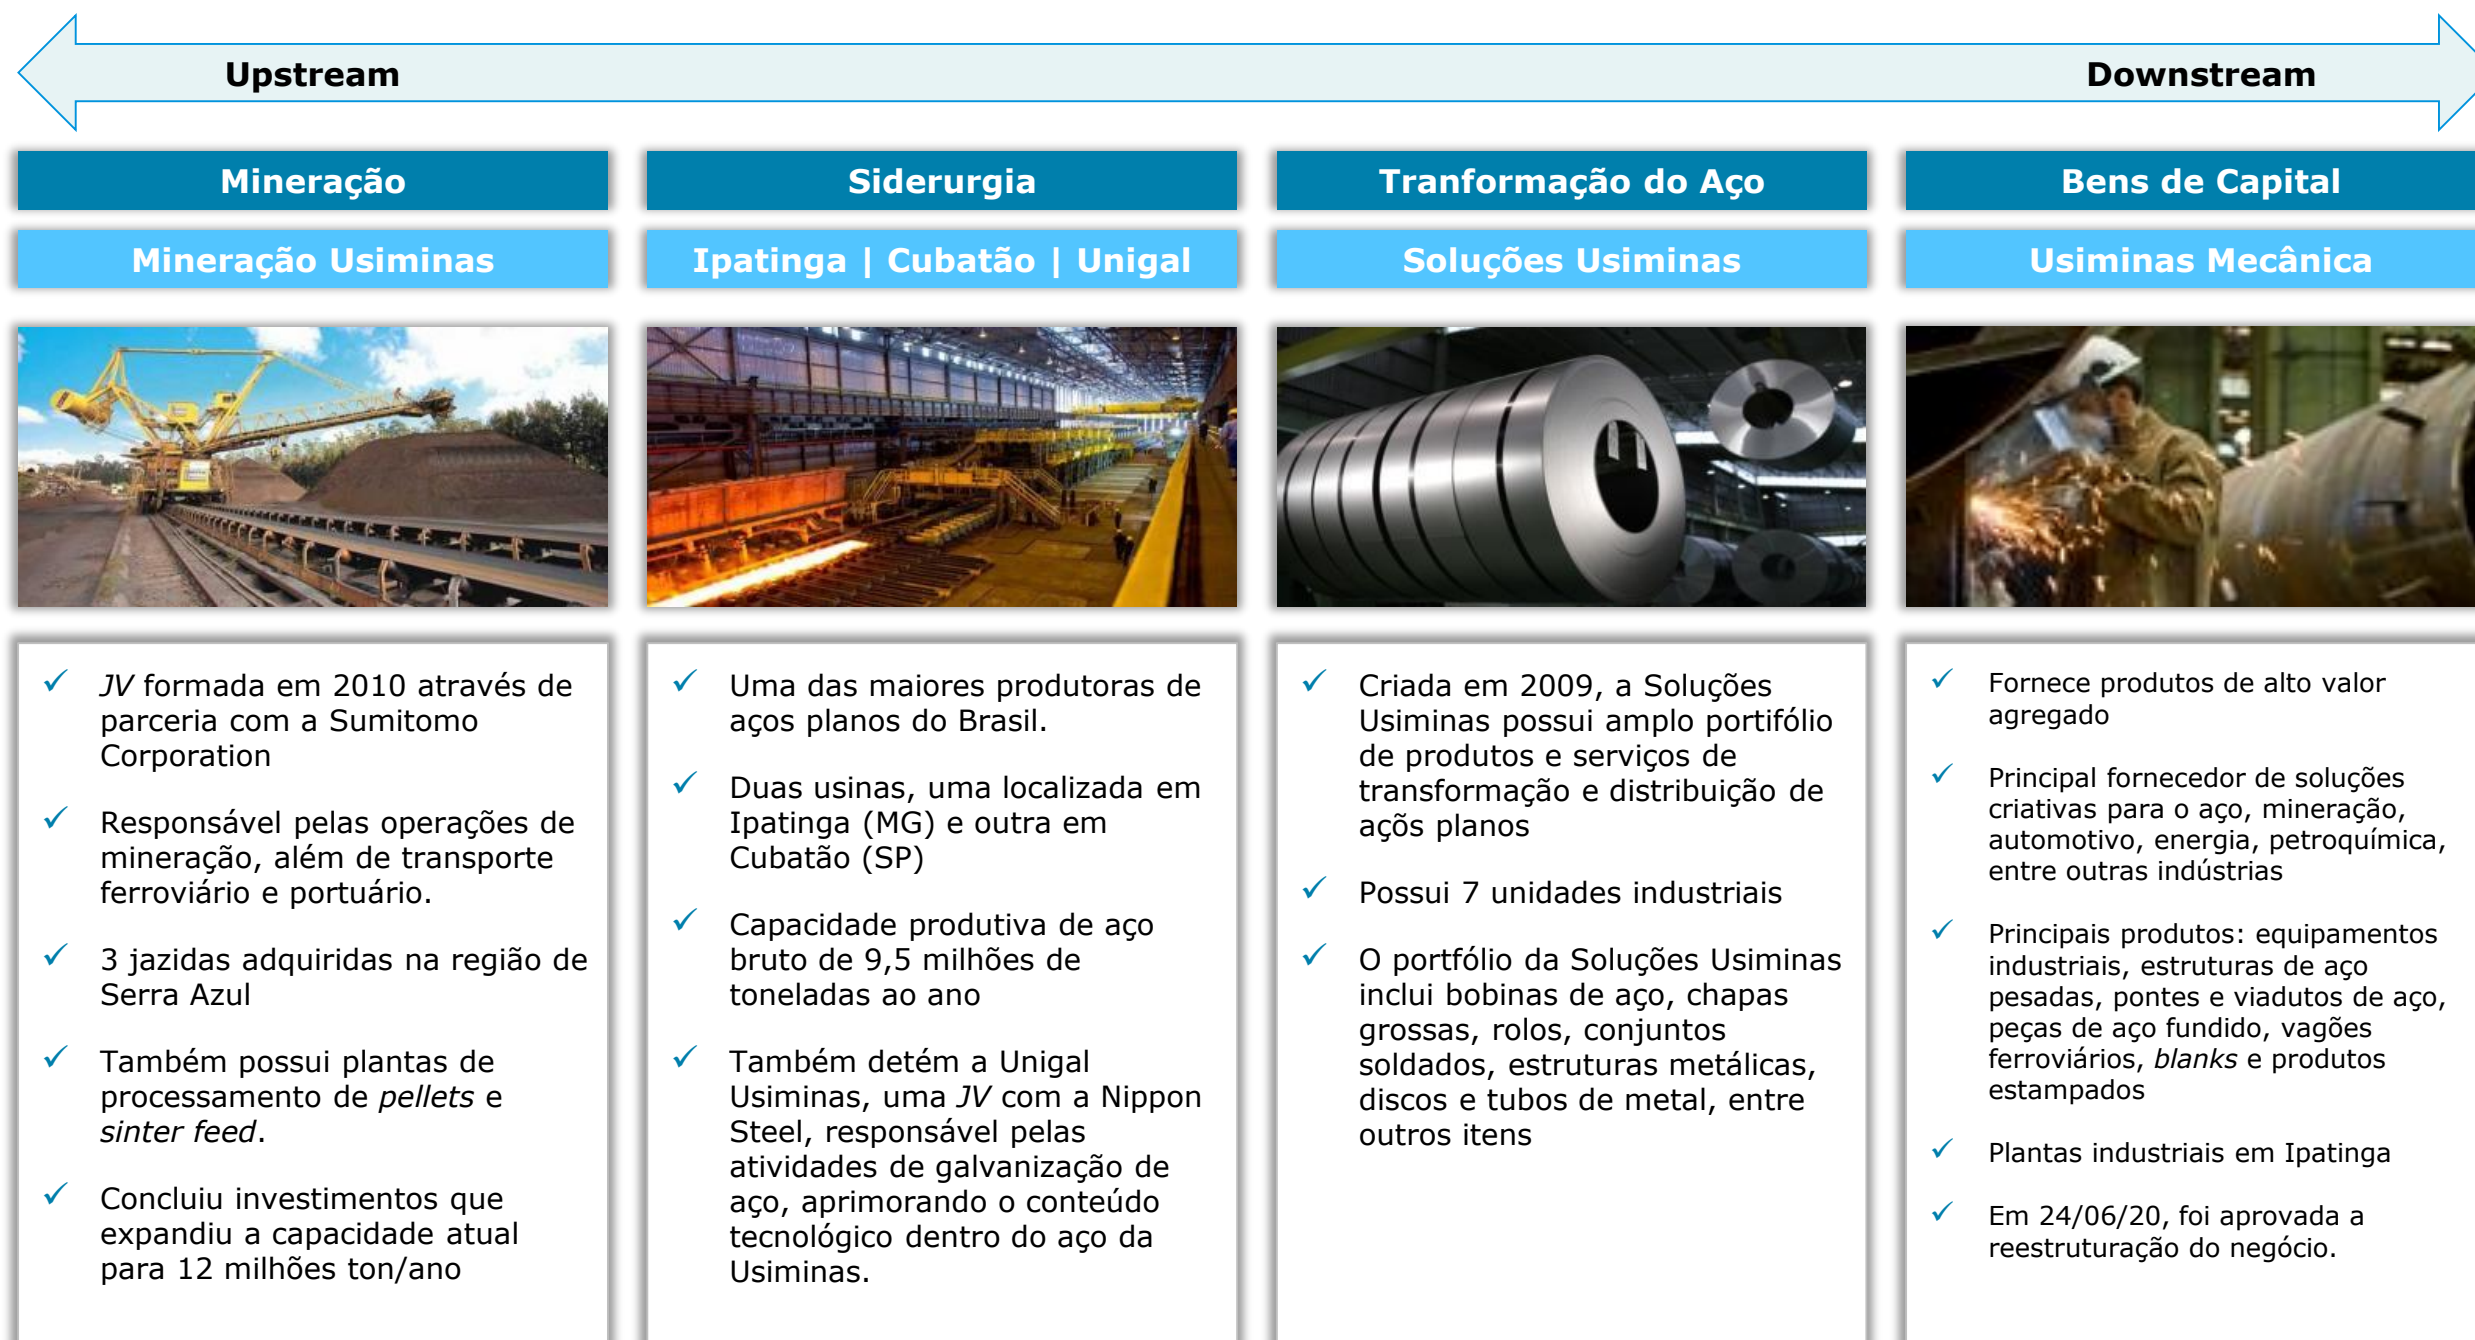 Upstream
Downstream
Mineração
Siderurgia
Tranformação do Aço
Bens de Capital
Mineração Usiminas
Ipatinga | Cubatão | Unigal
Soluções Usiminas
Usiminas Mecânica
JV formada em 2010 através de
parceria com a Sumitomo
Corporation
Responsável pelas operações de
mineração, além de transporte
ferroviário e portuário.
3 jazidas adquiridas na região de
Serra Azul
Também possui plantas de
processamento de pellets e
sinter feed.
Concluiu investimentos que
expandiu a capacidade atual
para 12 milhões ton/ano
Uma das maiores produtoras de
aços planos do Brasil.
Duas usinas, uma localizada em
Ipatinga (MG) e outra em
Cubatão (SP)
Capacidade produtiva de aço
bruto de 9,5 milhões de
toneladas ao ano
Também detém a Unigal
Usiminas, uma JV com a Nippon
Steel, responsável pelas
atividades de galvanização de
aço, aprimorando o conteúdo
tecnológico dentro do aço da
Usiminas.
Criada em 2009, a Soluções
Usiminas possui amplo portifólio
de produtos e serviços de
transformação e distribuição de
açõs planos
Possui 7 unidades industriais
O portfólio da Soluções Usiminas
inclui bobinas de aço, chapas
grossas, rolos, conjuntos
soldados, estruturas metálicas,
discos e tubos de metal, entre
outros itens
Fornece produtos de alto valor
agregado
Principal fornecedor de soluções
criativas para o aço, mineração,
automotivo, energia, petroquímica,
entre outras indústrias
Principais produtos: equipamentos
industriais, estruturas de aço
pesadas, pontes e viadutos de aço,
peças de aço fundido, vagões
ferroviários, blanks e produtos
estampados
Plantas industriais em Ipatinga
Em 24/06/20, foi aprovada a
reestruturação do negócio.